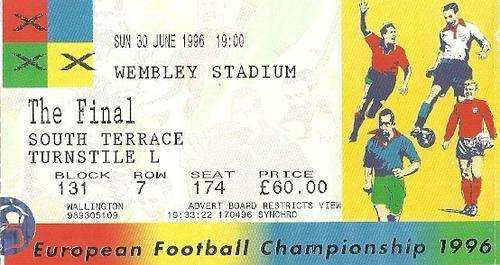 SUN 30 JUNE 1996 19:00
WEMBLEY STADIUM
The Final
SOUTH TERRACE
TURNSTILE L
BLOCK ROW SEAT PRICE
131 7 174 £60.00
WALLINGTON ADVERT BOARD RESTRICTS VIEW
989305109 19:33:22 170496 SYNCHRO
European Football Championship 1996